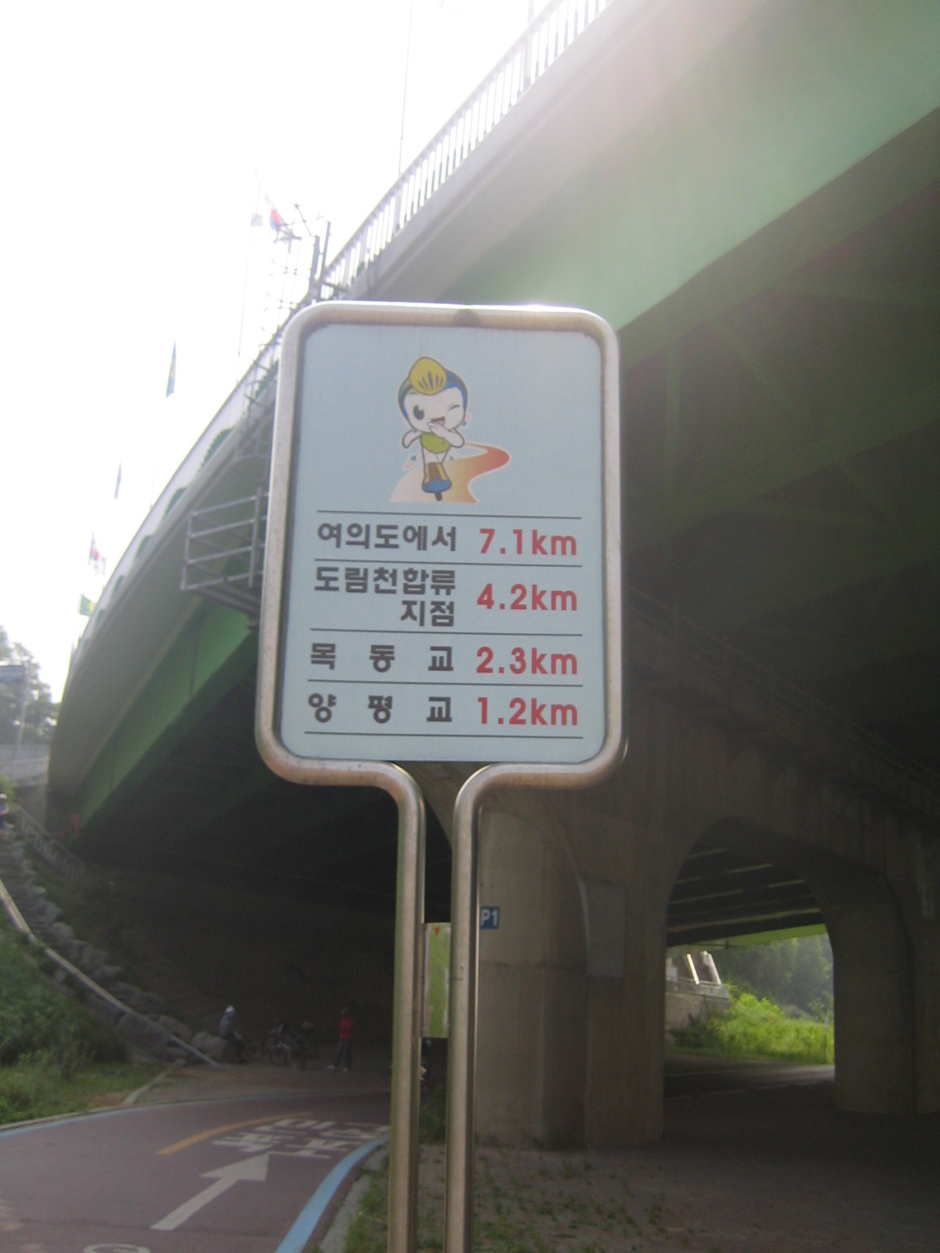 여의도에서 7.1km
도림천합류
지점 4.2km
목 동 교 2.3km
양 평 교 1.2km
P1